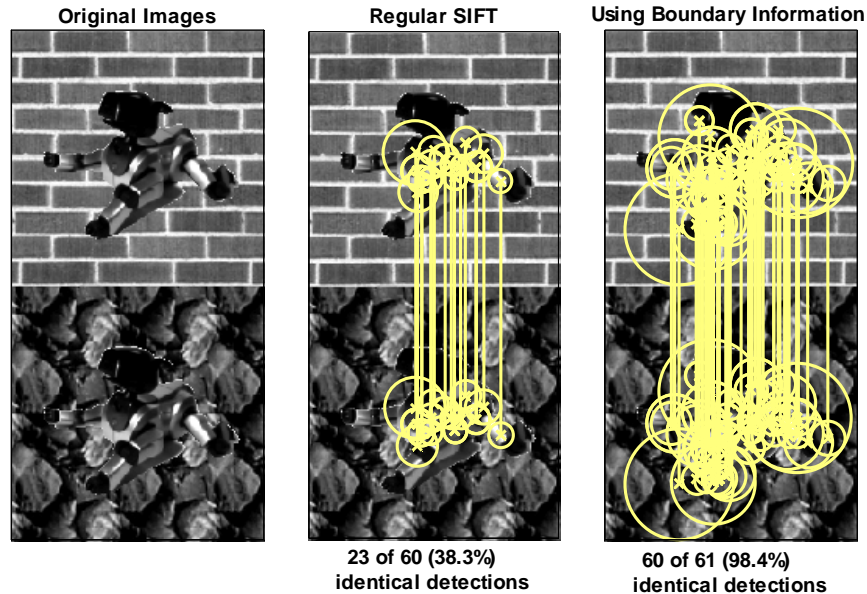 Original Images
Regular SIFT
Using Boundary Information
23 of 60 (38.3%)
identical detections
60 of 61 (98.4%)
identical detections